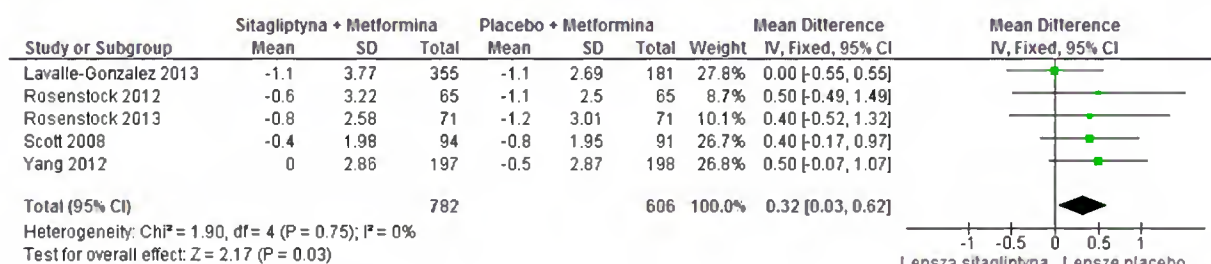 Sitagliptyna + Metformina Placebo + Metformina Mean Difference Mean Difference
Study or Subgroup Mean SD Total Mean SD Total Weight IV, Fixed, 95% CI IV, Fixed, 95% CI
Lavalle-Gonzalez 2013 -1.1 3.77 355 -1.1 2.69 181 27.8% 0.00 [-0.55, 0.55]
Rosenstock 2012 -0.6 3.22 65 -1.1 2.5 65 8.7% 0.50 [-0.49, 1.49]
Rosenstock 2013 -0.8 2.58 71 -1.2 3.01 71 10.1% 0.40 [-0.52, 1.32]
Scott 2008 -0.4 1.98 94 -0.8 1.95 91 26.7% 0.40 [-0.17, 0.97]
Yang 2012 0 2.86 197 -0.5 2.87 198 26.8% 0.50 [-0.07, 1.07]
Total (95% CI) 782 606 100.0% 0.32 [0.03, 0.62]
Heterogeneity: Chi² = 1.90, df = 4 (P = 0.75); I² = 0%
Test for overall effect: Z = 2.17 (P = 0.03)
-1 -0.5 0 0.5 1
Lepsza sitagliptyna Lepsze placebo